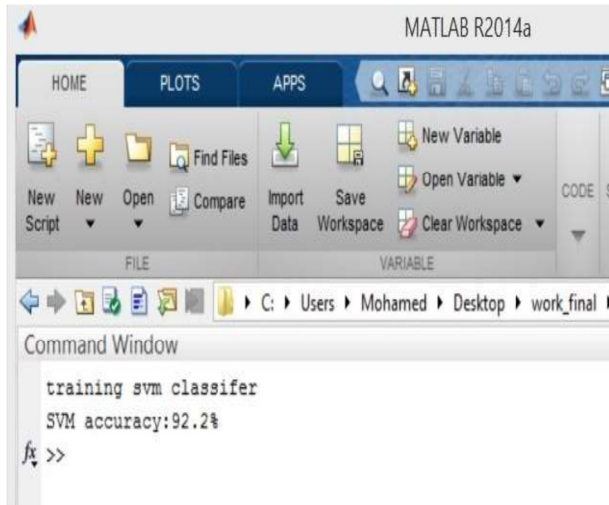 MATLAB R2014a
HOME PLOTS APPS
New Script
New
Open
Find Files
Compare
Import Data
Save Workspace
New Variable
Open Variable
Clear Workspace
CODE
FILE
VARIABLE
C: Users Mohamed Desktop work_final
Command Window
training svm classifer
SVM accuracy:92.2%
fx >>